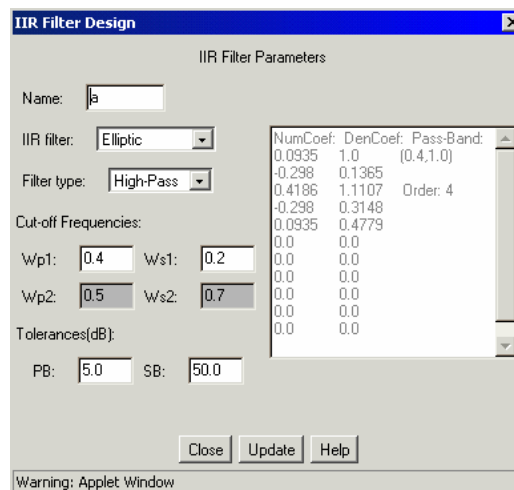 IIR Filter Design
IIR Filter Parameters
Name: a
IIR filter: Elliptic
Filter type: High-Pass
Cut-off Frequencies:
Wp1: 0.4 Ws1: 0.2
Wp2: 0.5 Ws2: 0.7
Tolerances(dB):
PB: 5.0 SB: 50.0
NumCoef: DenCoef: Pass-Band:
0.0935 1.0 (0.4,1.0)
-0.298 0.1365
0.4186 1.1107 Order: 4
-0.298 0.3148
0.0935 0.4779
0.0 0.0
0.0 0.0
0.0 0.0
0.0 0.0
0.0 0.0
0.0 0.0
Close Update Help
Warning: Applet Window